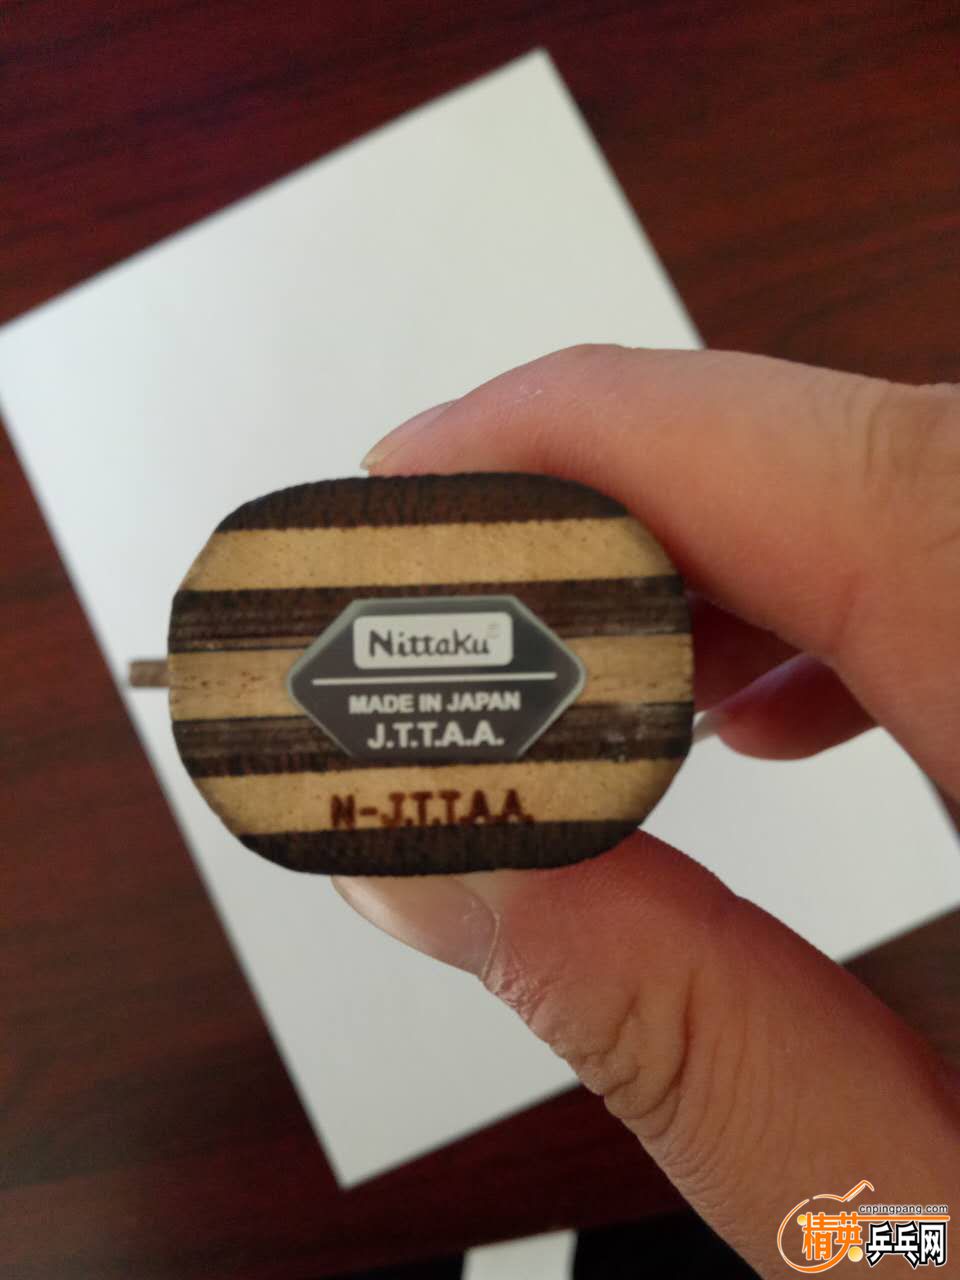 Nittaku
MADE IN JAPAN
J.T.T.A.A.
N-J.T.T.A.A.
cnpingpang.com
精英乒乓网